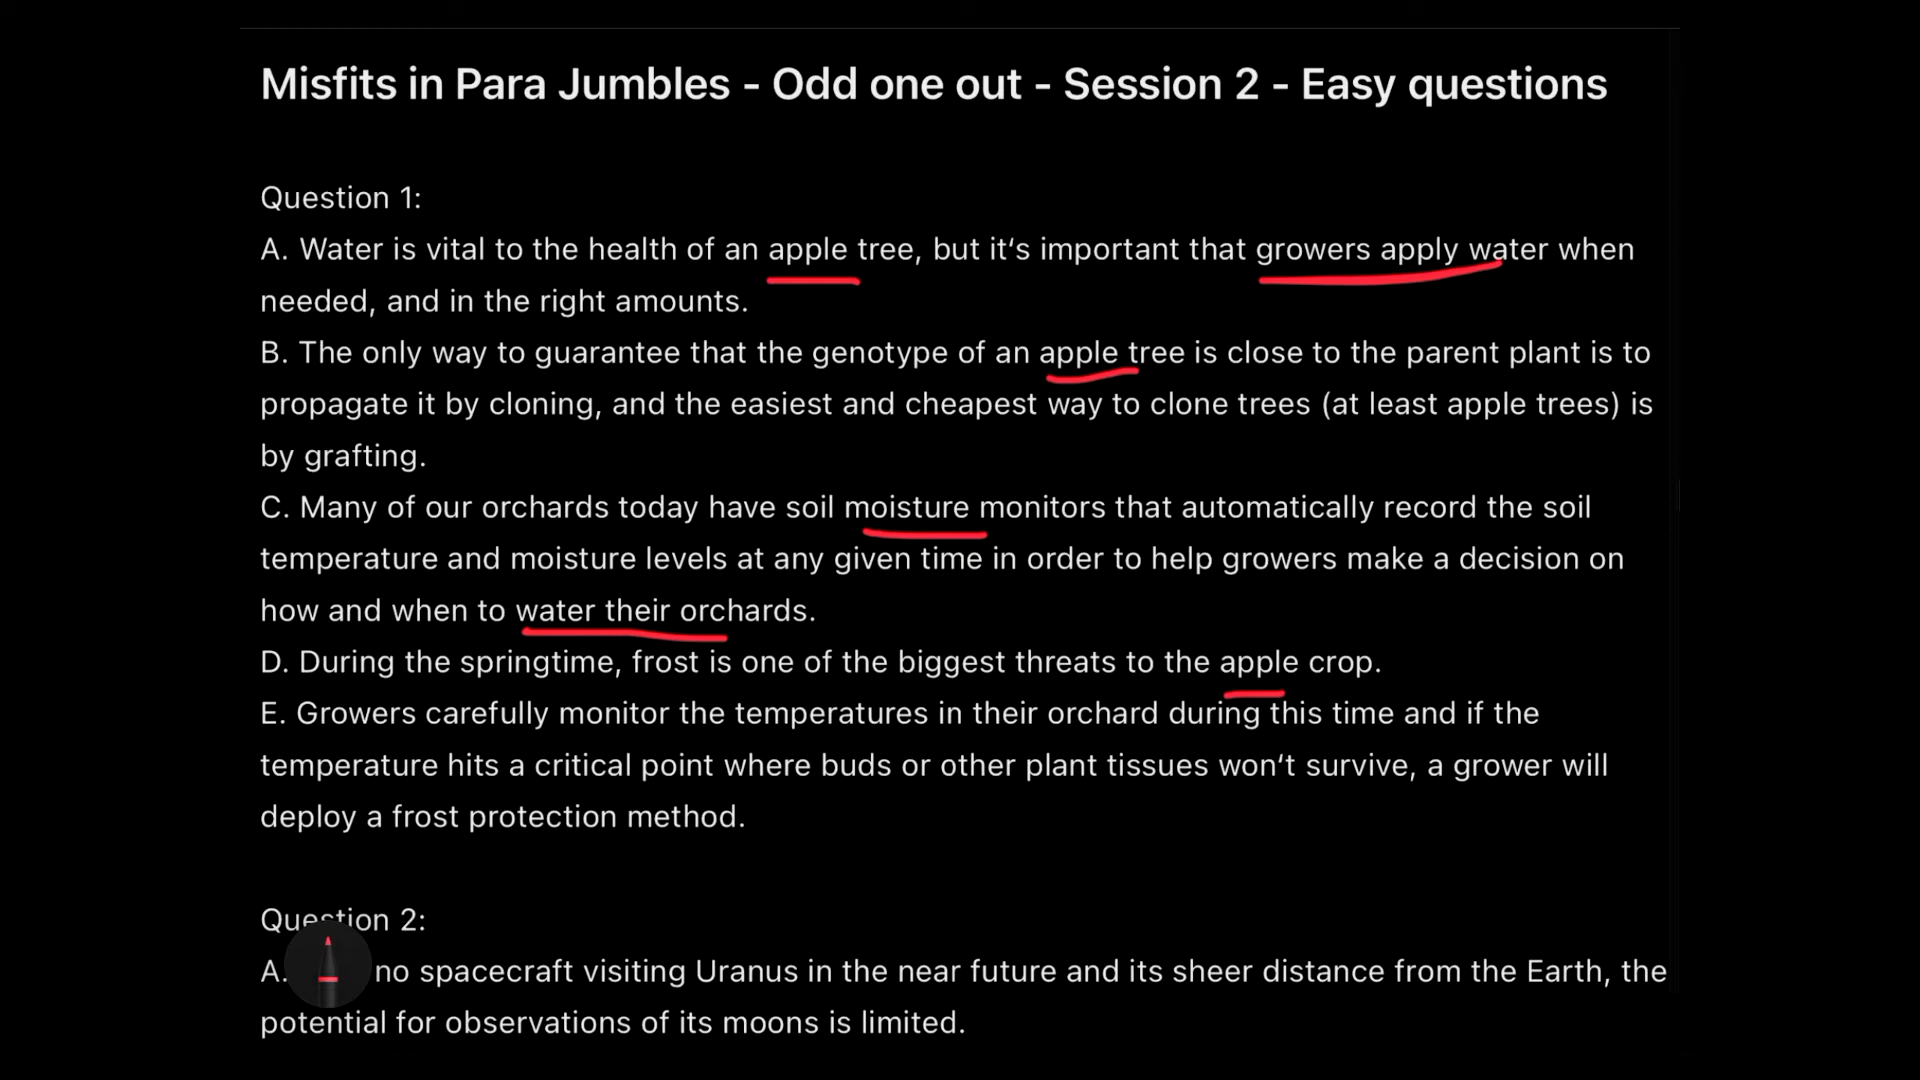 Misfits in Para Jumbles - Odd one out - Session 2 - Easy questions
Question 1:
A. Water is vital to the health of an apple tree, but it‘s important that growers apply water when
needed, and in the right amounts.
B. The only way to guarantee that the genotype of an apple tree is close to the parent plant is to
propagate it by cloning, and the easiest and cheapest way to clone trees (at least apple trees) is
by grafting.
C. Many of our orchards today have soil moisture monitors that automatically record the soil
temperature and moisture levels at any given time in order to help growers make a decision on
how and when to water their orchards.
D. During the springtime, frost is one of the biggest threats to the apple crop.
E. Growers carefully monitor the temperatures in their orchard during this time and if the
temperature hits a critical point where buds or other plant tissues won‘t survive, a grower will
deploy a frost protection method.
Question 2:
A. no spacecraft visiting Uranus in the near future and its sheer distance from the Earth, the
potential for observations of its moons is limited.